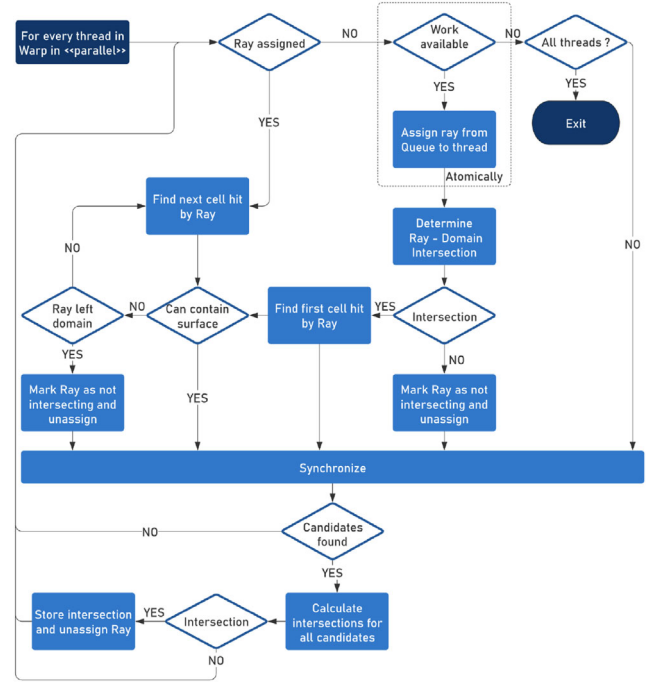 For every thread in
Warp in <<parallel>>
Ray assigned
NO
Work
available
NO
All threads ?
YES
YES
YES
Exit
Assign ray from
Queue to thread
Atomically
Find next cell hit
by Ray
Determine
Ray - Domain
Intersection
NO
NO
Ray left
domain
NO
Can contain
surface
Find first cell hit
by Ray
YES
Intersection
YES
NO
Mark Ray as not
intersecting and
unassign
YES
Mark Ray as not
intersecting and
unassign
Synchronize
Candidates
found
NO
YES
Store intersection
and unassign Ray
YES
Intersection
Calculate
intersections for
all candidates
NO